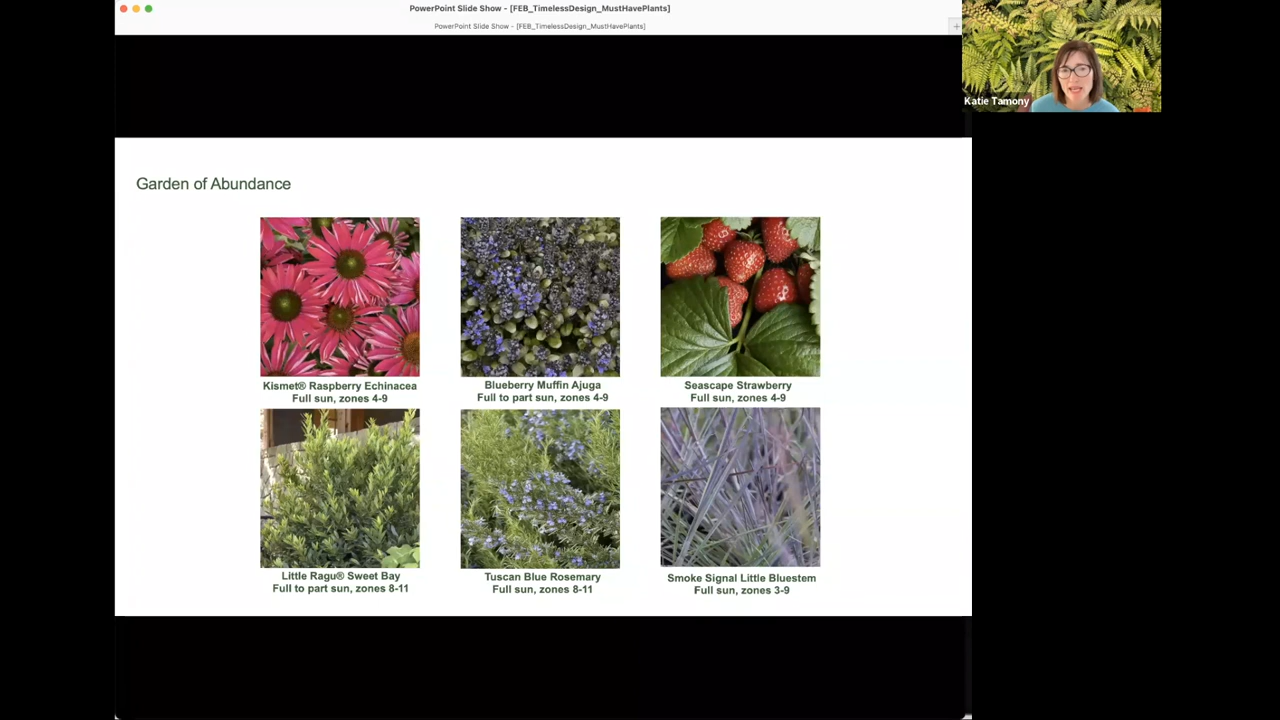 PowerPoint Slide Show - [FEB_TimelessDesign_MustHavePlants]
PowerPoint Slide Show - [FEB_TimelessDesign_MustHavePlants]
+
Katie Tamony
Garden of Abundance
Kismet® Raspberry Echinacea
Full sun, zones 4-9
Blueberry Muffin Ajuga
Full to part sun, zones 4-9
Seascape Strawberry
Full sun, zones 4-9
Little Ragu® Sweet Bay
Full to part sun, zones 8-11
Tuscan Blue Rosemary
Full sun, zones 8-11
Smoke Signal Little Bluestem
Full sun, zones 3-9